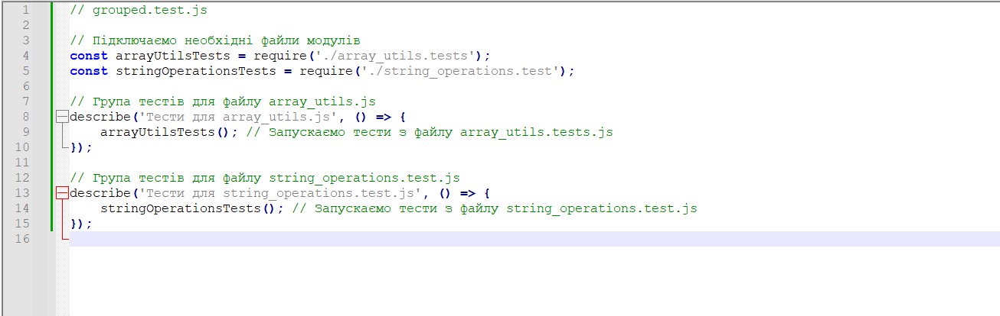 1 // grouped.test.js
2
3 // Підключаємо необхідні файли модулів
4 const arrayUtilsTests = require('./array_utils.tests');
5 const stringOperationsTests = require('./string_operations.test');
6
7 // Група тестів для файлу array_utils.js
8 describe('Тести для array_utils.js', () => {
9 arrayUtilsTests(); // Запускаємо тести з файлу array_utils.tests.js
10 });
11
12 // Група тестів для файлу string_operations.test.js
13 describe('Тести для string_operations.test.js', () => {
14 stringOperationsTests(); // Запускаємо тести з файлу string_operations.test.js
15 });
16